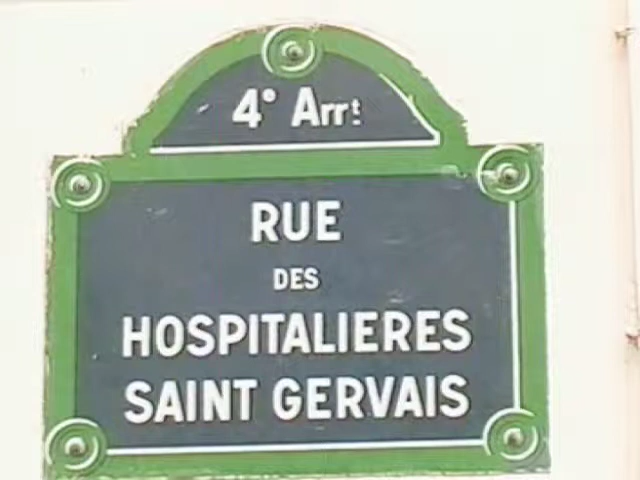 4e Arrt
RUE
DES
HOSPITALIERES
SAINT GERVAIS